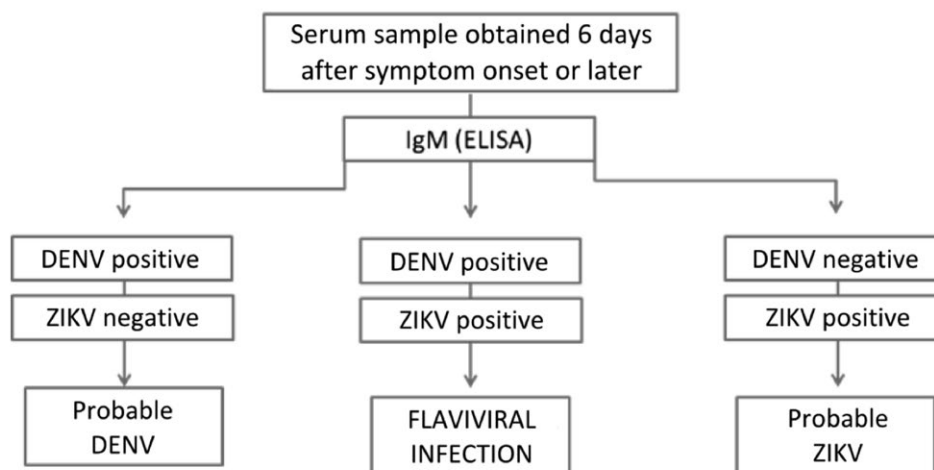 Serum sample obtained 6 days
after symptom onset or later
IgM (ELISA)
DENV positive
ZIKV negative
Probable
DENV
DENV positive
ZIKV positive
FLAVIVIRAL
INFECTION
DENV negative
ZIKV positive
Probable
ZIKV